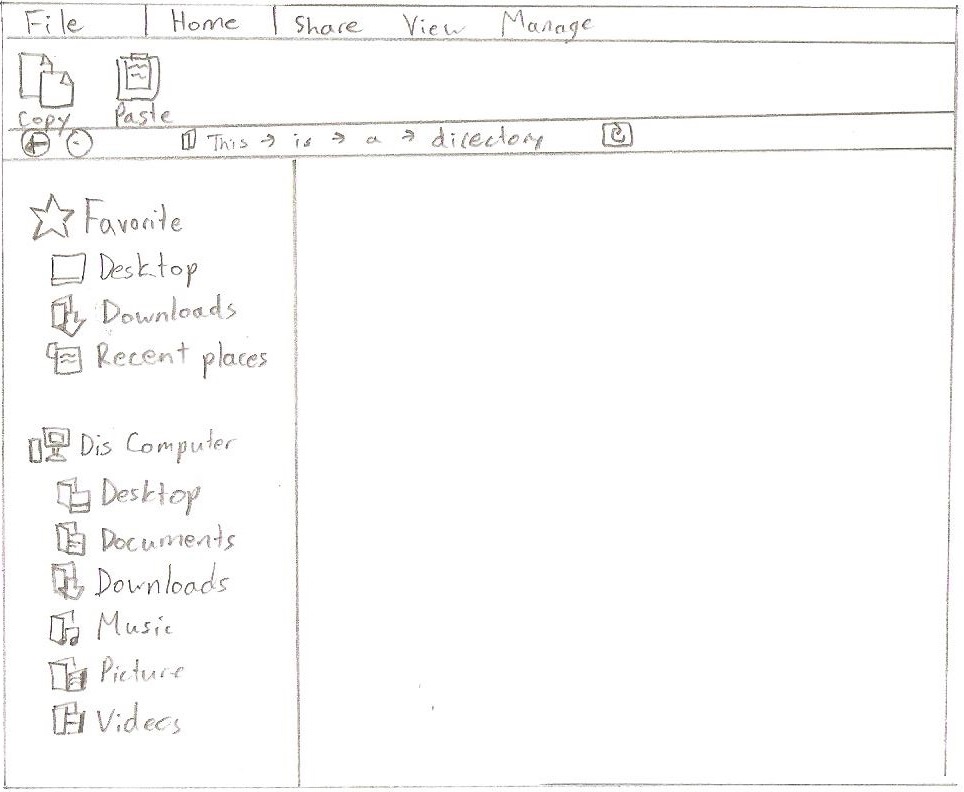 File Home Share View Manage
Copy Paste
This → is → a → directory
Favorite
Desktop
Downloads
Recent places
Dis Computer
Desktop
Documents
Downloads
Music
Picture
Videos